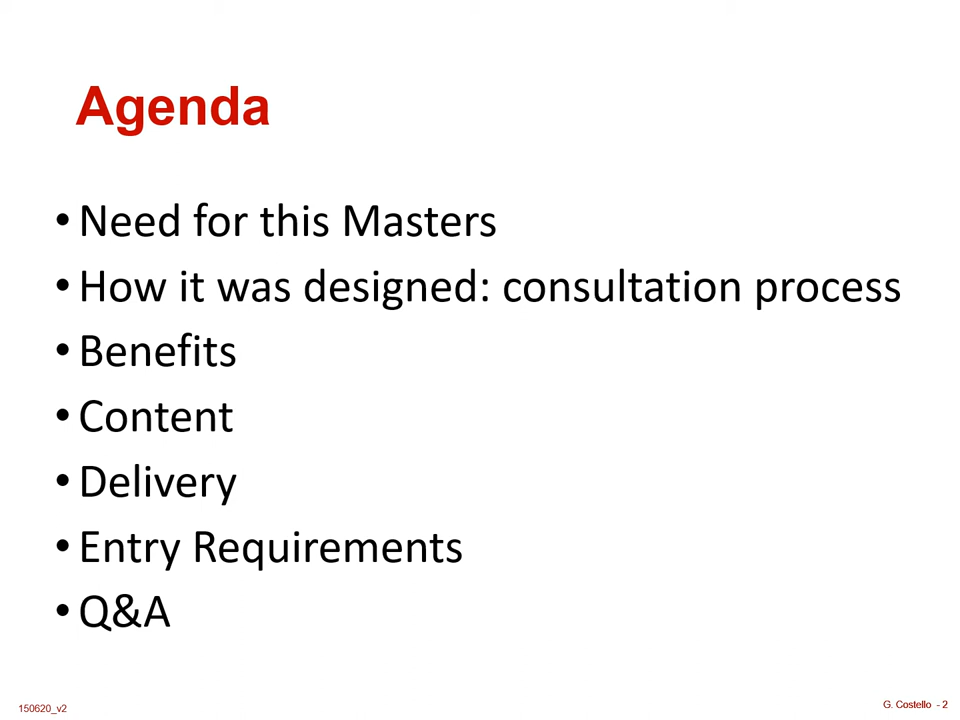 Agenda
• Need for this Masters
• How it was designed: consultation process
• Benefits
• Content
• Delivery
• Entry Requirements
• Q&A
150620_v2
G. Costello - 2